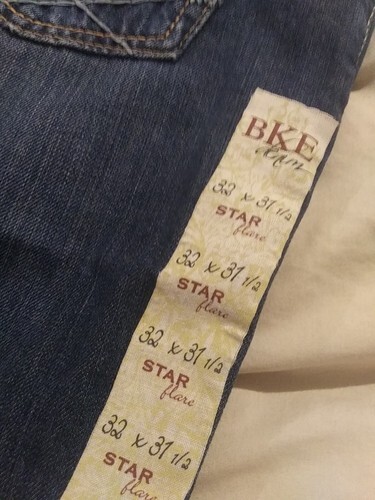 BKE
denim
32 x 31 1/2
STAR
flare
32 x 31 1/2
STAR
flare
32 x 31 1/2
STAR
flare
32 x 31 1/2
STAR
flare